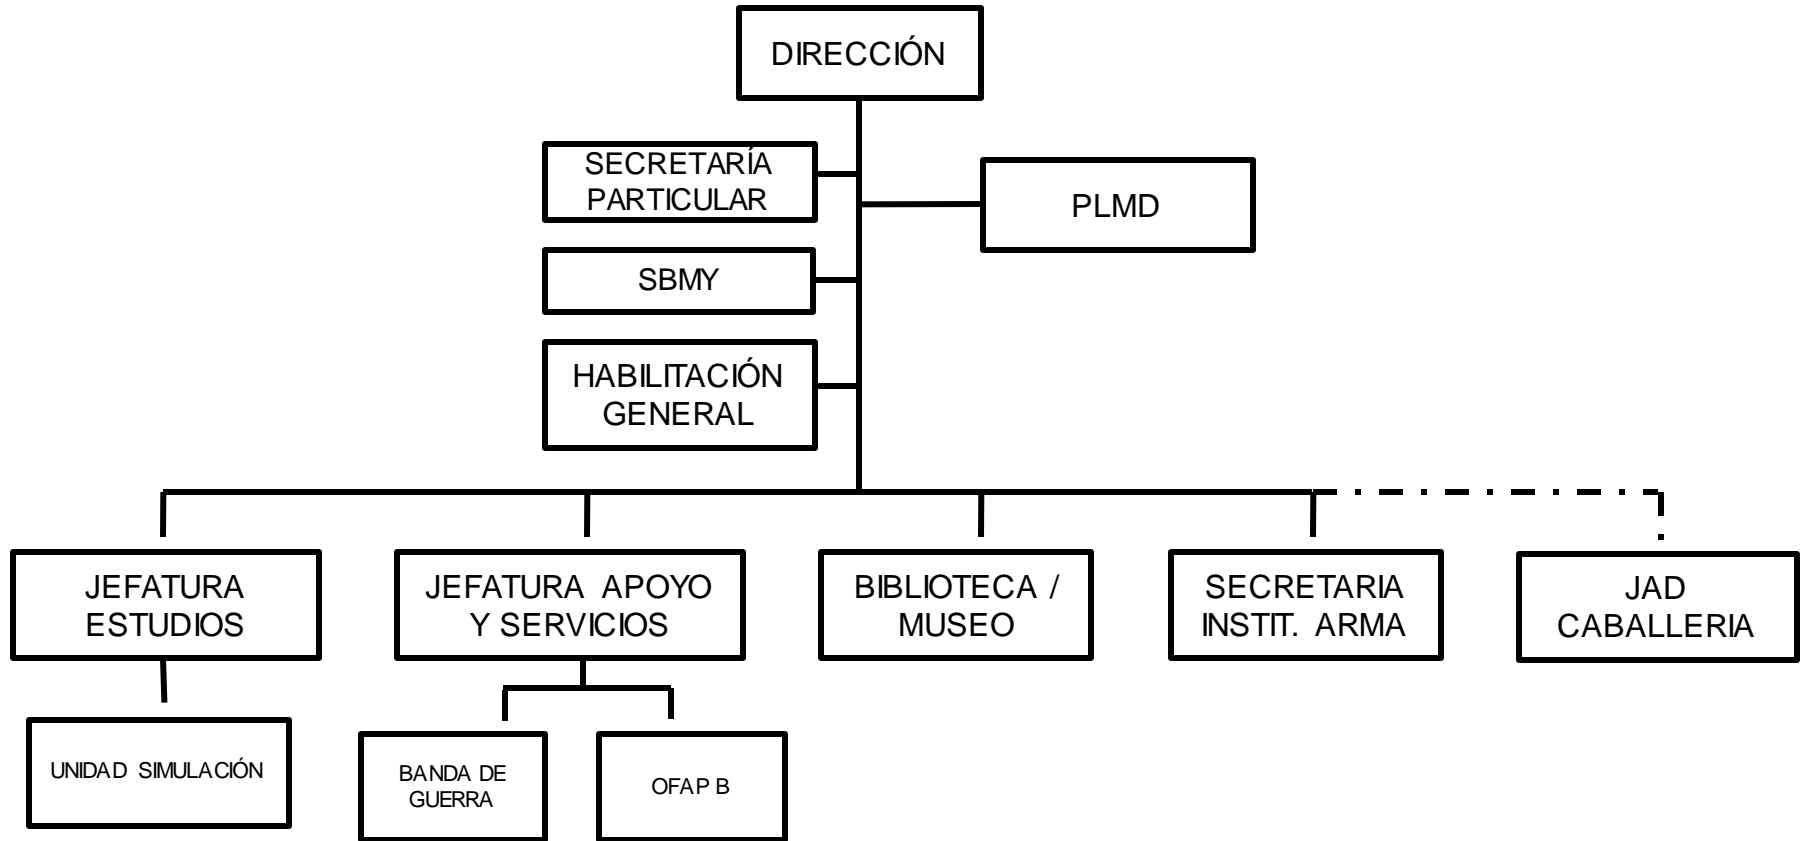 DIRECCIÓN
SECRETARÍA
PARTICULAR
PLMD
SBMY
HABILITACIÓN
GENERAL
JEFATURA
ESTUDIOS
JEFATURA APOYO
Y SERVICIOS
BIBLIOTECA /
MUSEO
SECRETARIA
INSTIT. ARMA
JAD
CABALLERIA
UNIDAD SIMULACIÓN
BANDA DE
GUERRA
OFAP B